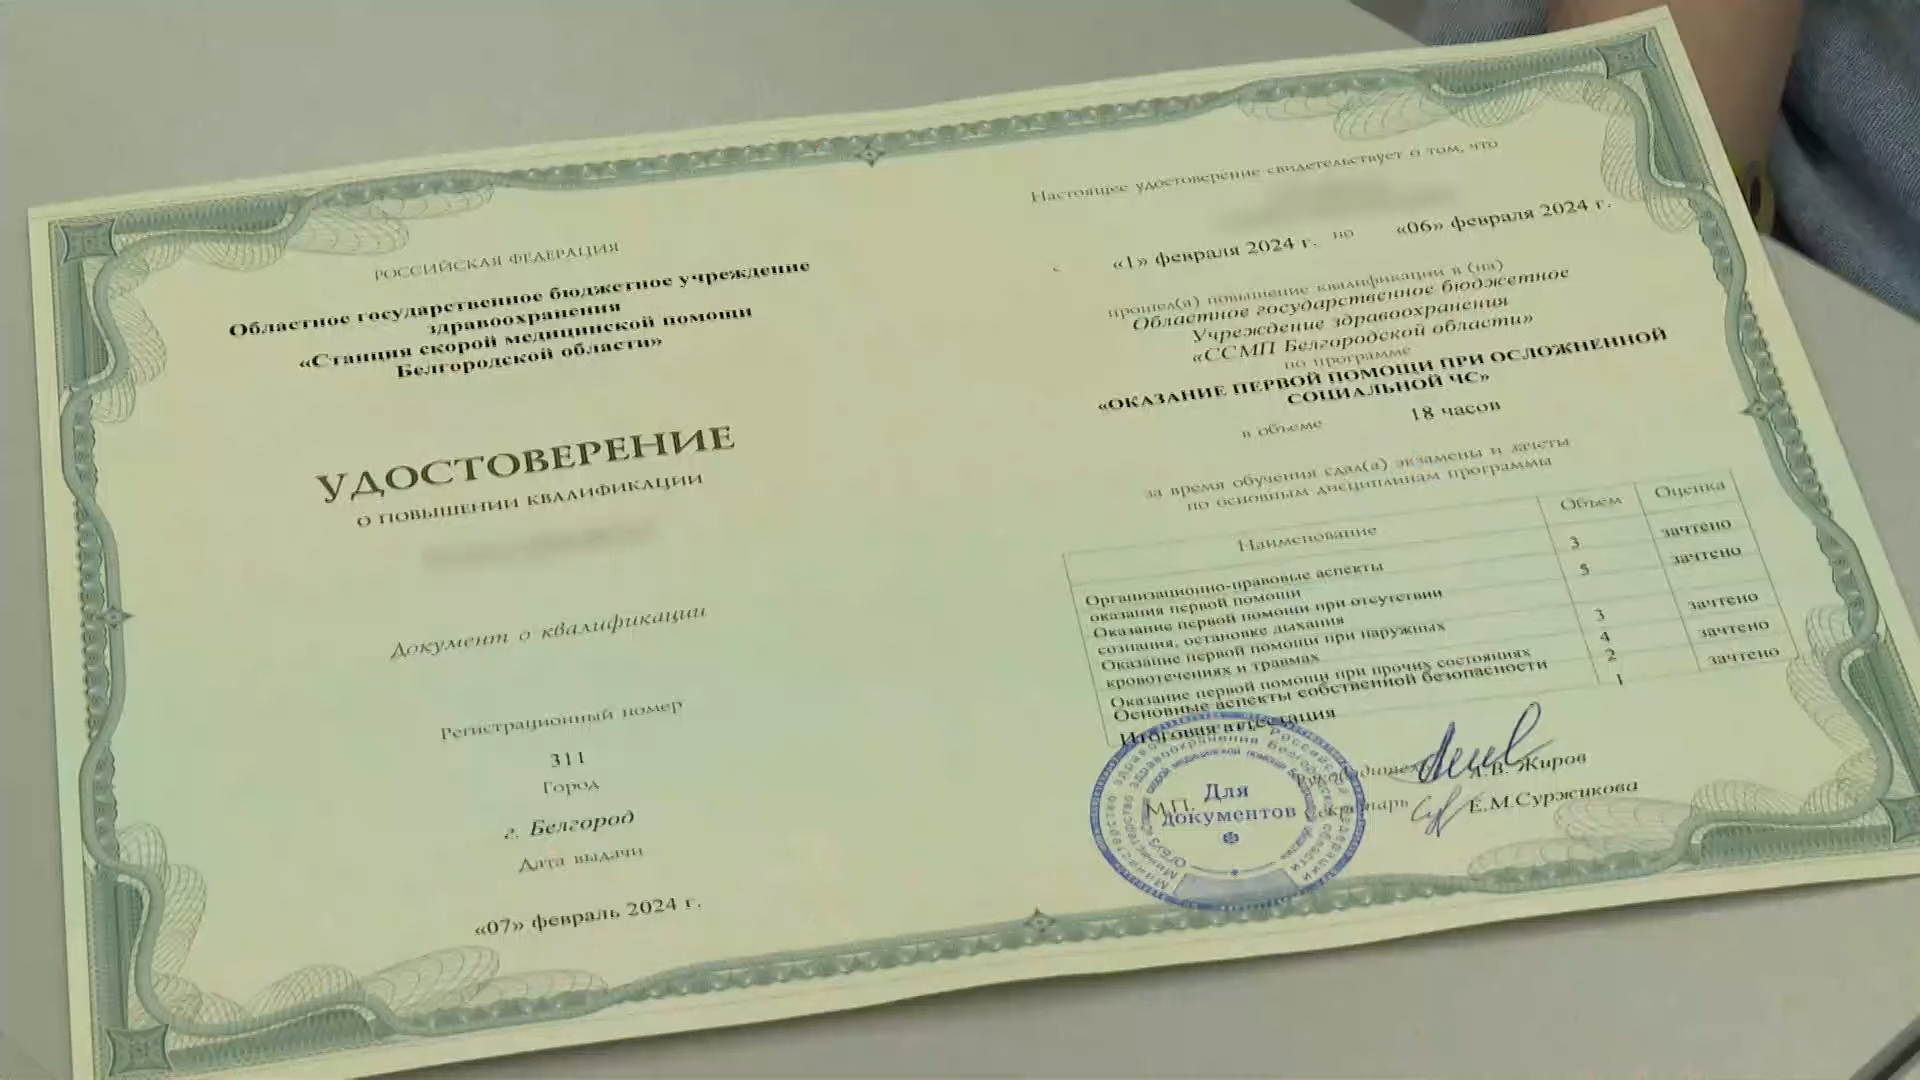 РОССИЙСКАЯ ФЕДЕРАЦИЯ
Областное государственное бюджетное учреждение
здравоохранения
«Станция скорой медицинской помощи
Белгородской области»
УДОСТОВЕРЕНИЕ
О ПОВЫШЕНИИ КВАЛИФИКАЦИИ
Документ о квалификации
Регистрационный номер
311
Город
г. Белгород
Дата выдачи
«07» февраль 2024 г.
Настоящее удостоверение свидетельствует о том, что
с «1» февраля 2024 г. по «06» февраля 2024 г.
прошел(а) повышение квалификации в (на)
Областное государственное бюджетное
Учреждение здравоохранения
«ССМП Белгородской области»
по программе
«ОКАЗАНИЕ ПЕРВОЙ ПОМОЩИ ПРИ ОСЛОЖНЕННОЙ
СОЦИАЛЬНОЙ ЧС»
в объеме 18 часов
за время обучения сдал(а) экзамены и зачеты
по основным дисциплинам программы
Наименование Объем Оценка
Организационно-правовые аспекты 3 зачтено
оказания первой помощи
Оказание первой помощи при отсутствии 5 зачтено
сознания, остановке дыхания
Оказание первой помощи при наружных 3 зачтено
кровотечениях и травмах
Оказание первой помощи при прочих состояниях 4 зачтено
Основные аспекты собственной безопасности 2 зачтено
Итоговая аттестация 1
Руководитель А.В. Жиров
М.П. Секретарь Е.М.Суржикова
Для
документов